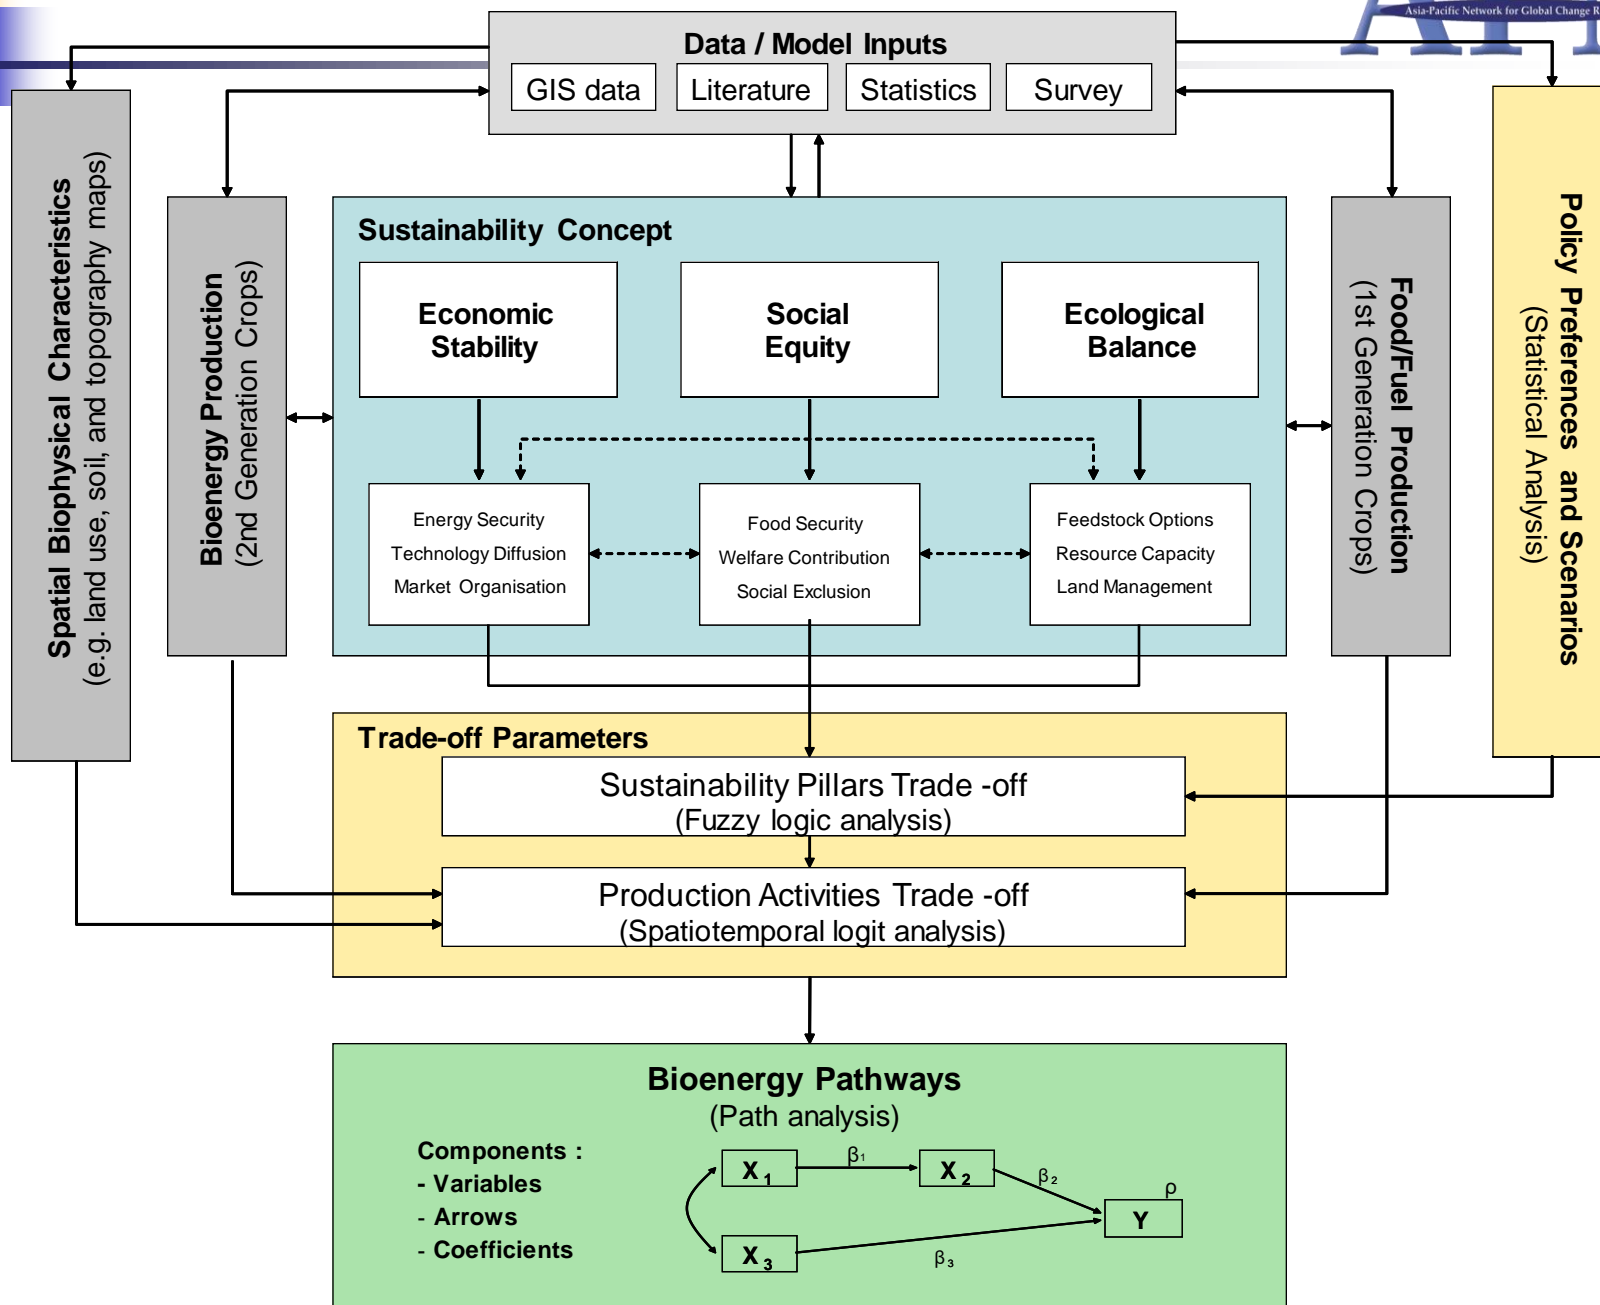 Asia-Pacific Network for Global Change R
Data / Model Inputs
GIS data
Literature
Statistics
Survey
Spatial Biophysical Characteristics
(e.g. land use, soil, and topography maps)
Bioenergy Production
(2nd Generation Crops)
Sustainability Concept
Economic
Stability
Social
Equity
Ecological
Balance
Energy Security
Technology Diffusion
Market Organisation
Food Security
Welfare Contribution
Social Exclusion
Feedstock Options
Resource Capacity
Land Management
Food/Fuel Production
(1st Generation Crops)
Policy Preferences and Scenarios
(Statistical Analysis)
Trade-off Parameters
Sustainability Pillars Trade -off
(Fuzzy logic analysis)
Production Activities Trade -off
(Spatiotemporal logit analysis)
Bioenergy Pathways
(Path analysis)
Components :
- Variables
- Arrows
- Coefficients
X₁
β₁
X₂
β₂
ρ
Y
X₃
β₃